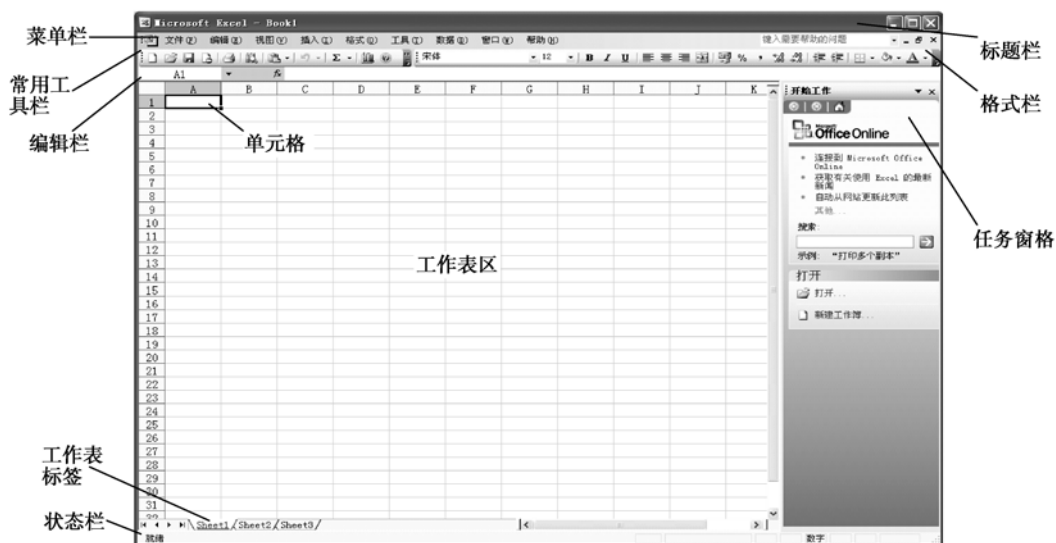 Microsoft Excel - Book1
菜单栏
文件(F) 编辑(E) 视图(V) 插入(I) 格式(O) 工具(T) 数据(D) 窗口(W) 帮助(H) 键入需要帮助的问题
标题栏
常用工
具栏
宋体 12 B I U % ,
格式栏
A1 fx
编辑栏
A B C D E F G H I J K
单元格
1
2
3
4
5
6
7
8
9
10
11
12
13
14
15
16
17
18
19
20
21
22
23
24
25
26
27
28
29
30
31
32
工作表区
开始工作
Microsoft
Office Online
连接到 Microsoft Office
Online
获取有关使用 Excel 的最新
新闻
自动从网站更新此列表
其他...
搜索:
示例: “打印多个副本”
任务窗格
打开
打开...
新建工作簿...
工作表
标签
Sheet1 Sheet2 Sheet3
状态栏
就绪
数字